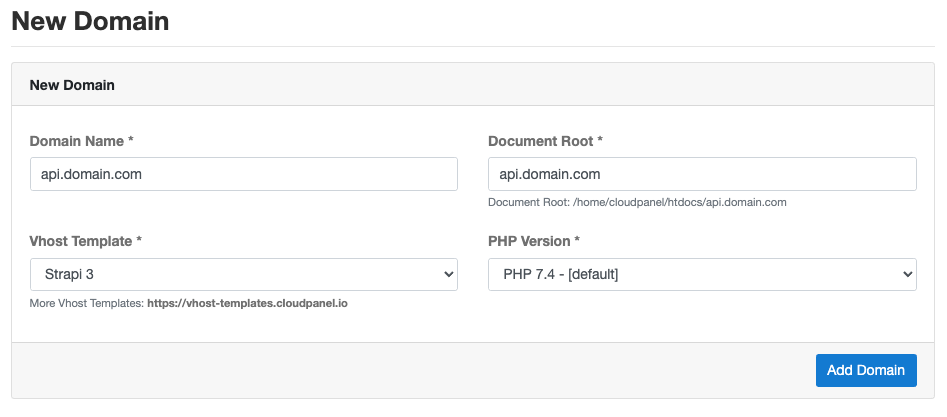 New Domain
New Domain
Domain Name *
Document Root *
api.domain.com
api.domain.com
Document Root: /home/cloudpanel/htdocs/api.domain.com
Vhost Template *
PHP Version *
Strapi 3
PHP 7.4 - [default]
More Vhost Templates: https://vhost-templates.cloudpanel.io
Add Domain